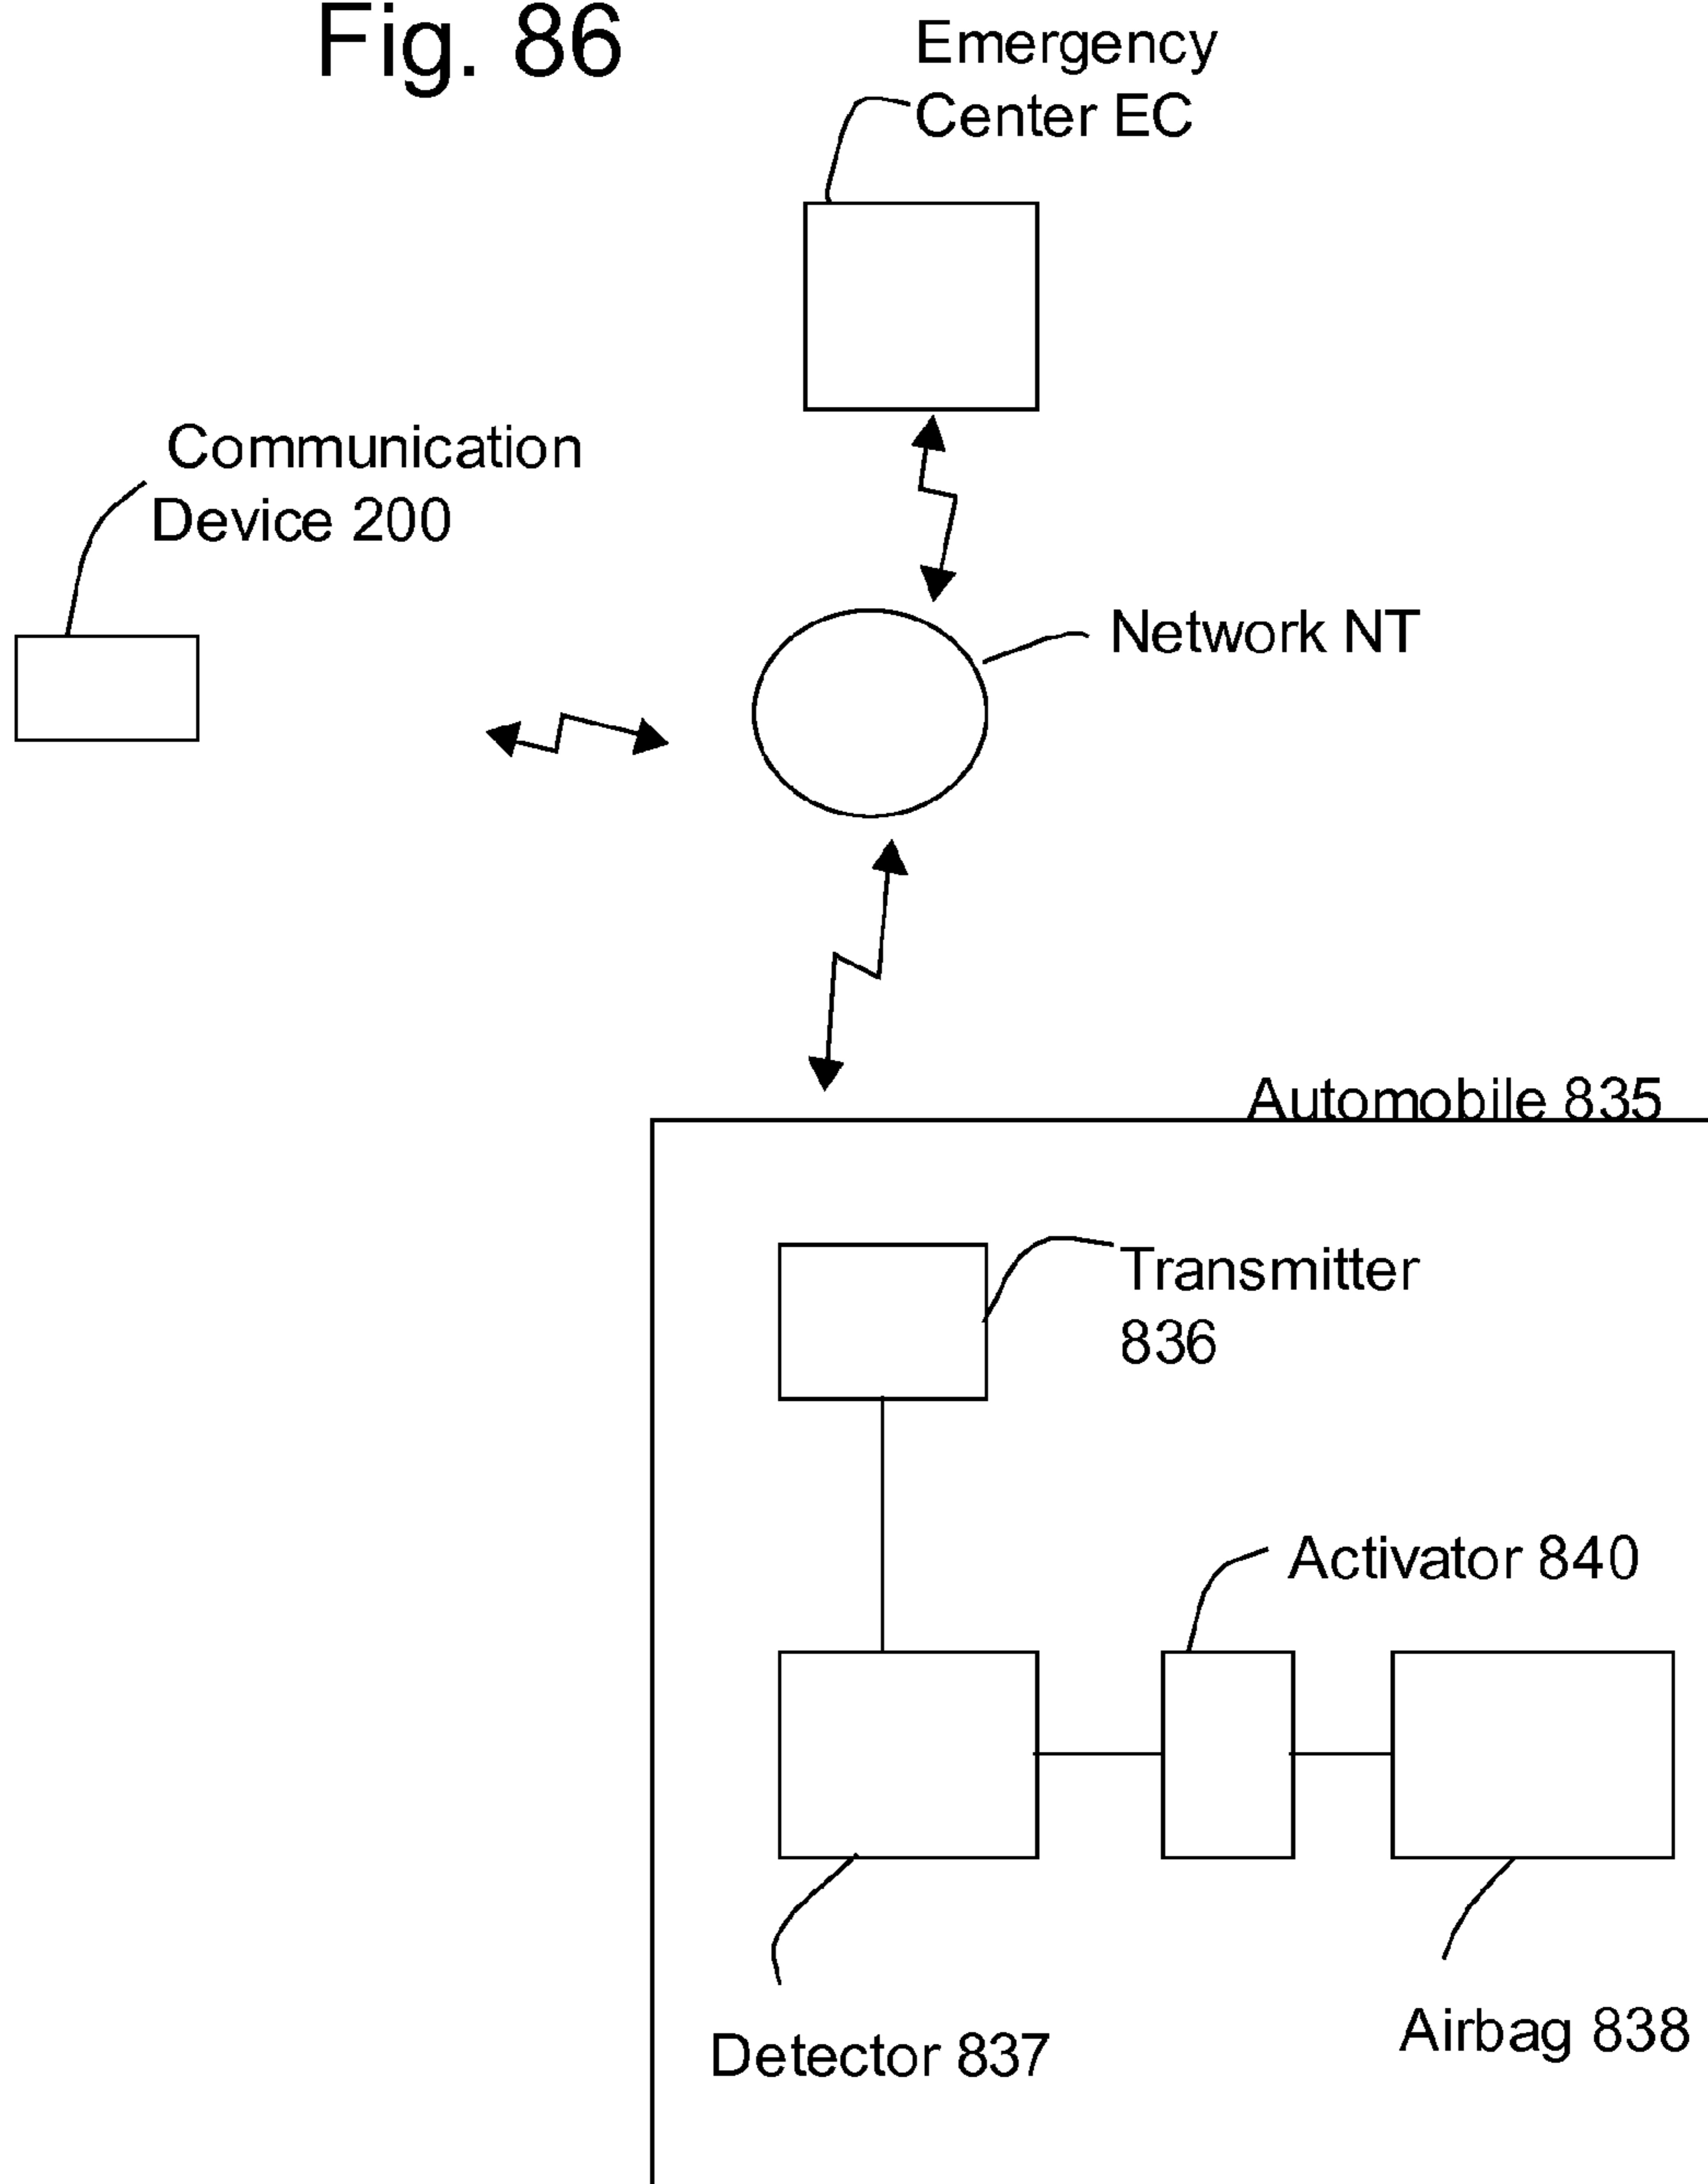 Fig. 86
Emergency
Center EC
Communication
Device 200
Network NT
Automobile 835
Transmitter
836
Activator 840
Detector 837
Airbag 838